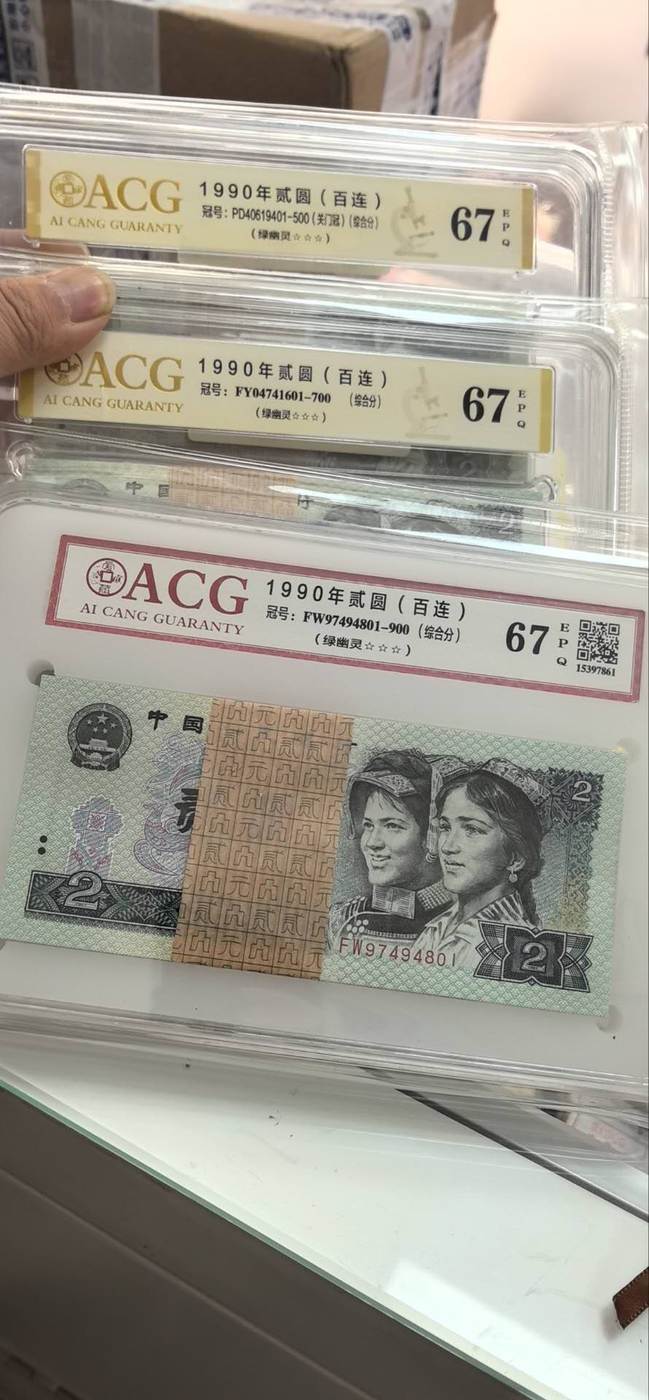 ACG
AI CANG GUARANTY
1990年贰圆（百连）
冠号：PD40619401-500（关门冠）（综合分）
（绿幽灵☆☆☆）
67
EPQ
ACG
AI CANG GUARANTY
1990年贰圆（百连）
冠号：FY04741601-700 （综合分）
（绿幽灵☆☆☆）
67
EPQ
中国
ACG
AI CANG GUARANTY
1990年贰圆（百连）
冠号：FW97494801-900（综合分）
（绿幽灵☆☆☆）
67
EPQ
15397861
中国
2
2
FW97494801
2